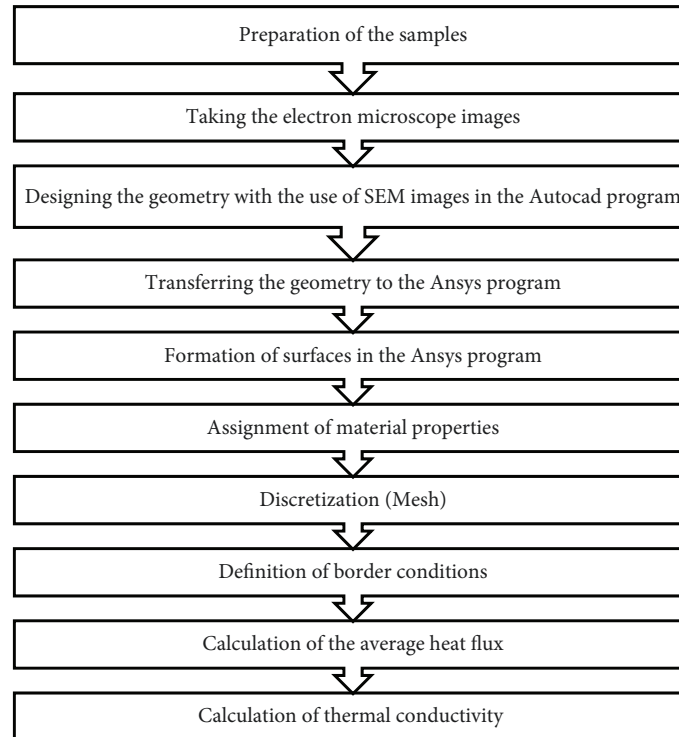 Preparation of the samples
Taking the electron microscope images
Designing the geometry with the use of SEM images in the Autocad program
Transferring the geometry to the Ansys program
Formation of surfaces in the Ansys program
Assignment of material properties
Discretization (Mesh)
Definition of border conditions
Calculation of the average heat flux
Calculation of thermal conductivity